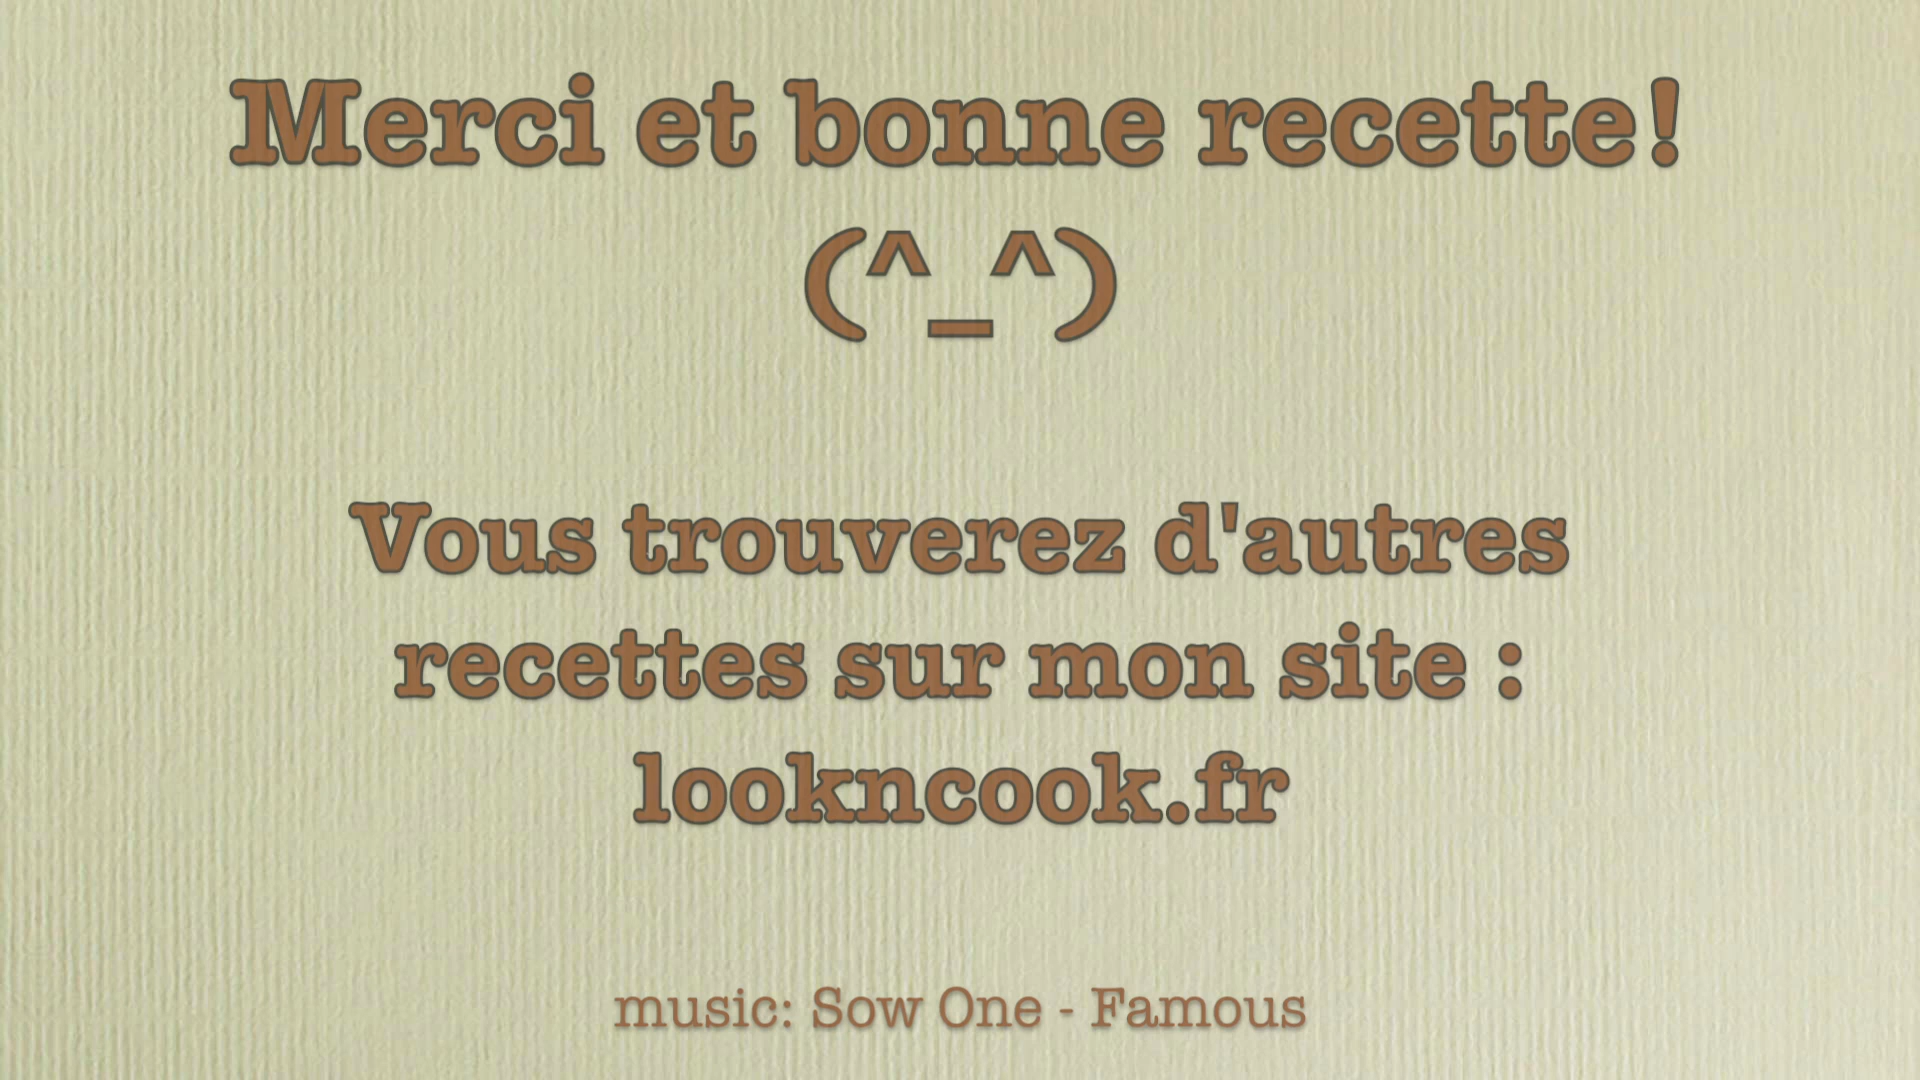 Merci et bonne recette!
(^_^)
Vous trouverez d'autres
recettes sur mon site :
lookncook.fr
music: Sow One - Famous